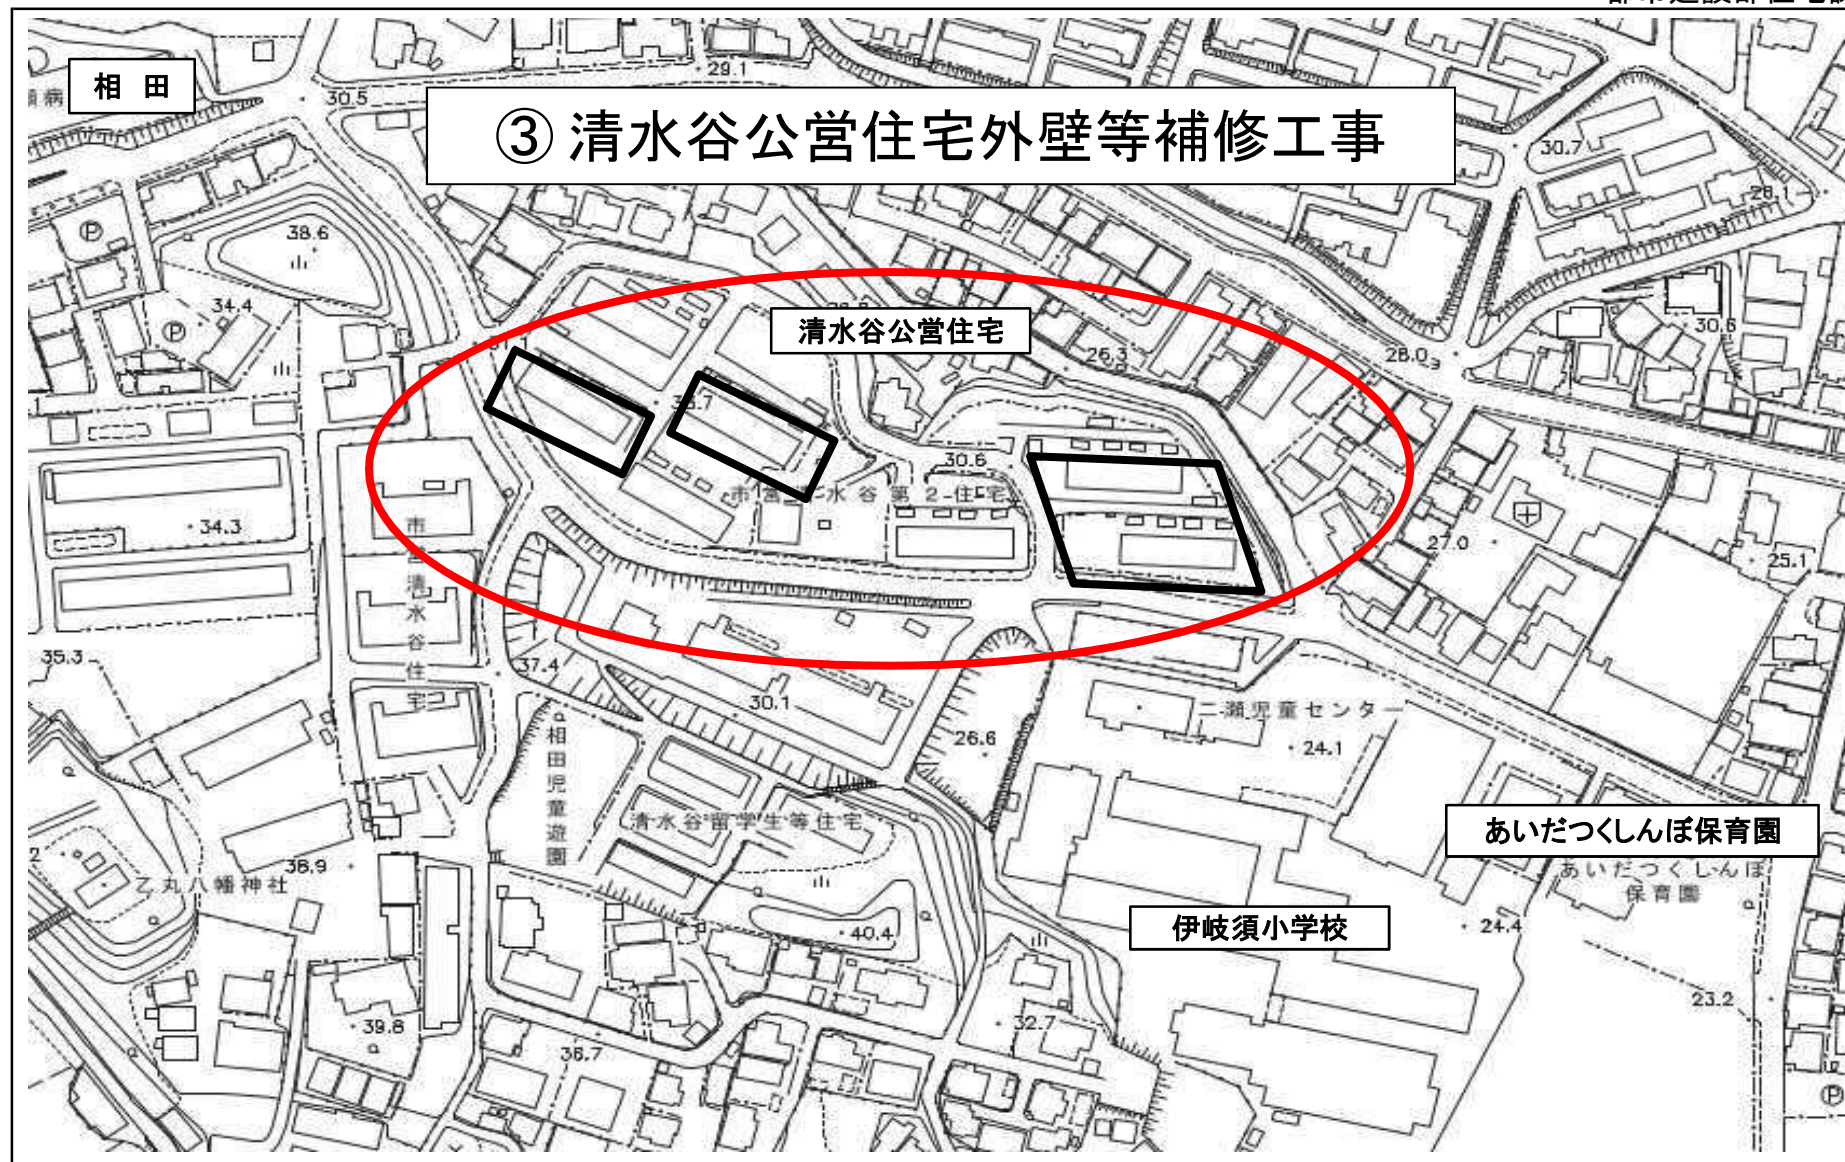 相 田
29.1
30.5
③ 清水谷公営住宅外壁等補修工事
30.7
28.1
38.6
34.4
P
P
清水谷公営住宅
26.3
28.0
30.6
30.6
市営清水谷第2住宅
34.3
市営清水谷住宅
27.0
25.1
35.3
37.4
30.1
26.6
二瀬児童センター
24.1
相田児童遊園
清水谷留学生等住宅
あいだつくしんぼ保育園
あいだつくしんぼ
保育園
乙丸八幡神社
38.9
40.4
伊岐須小学校
24.4
23.2
39.8
32.7
36.7
P